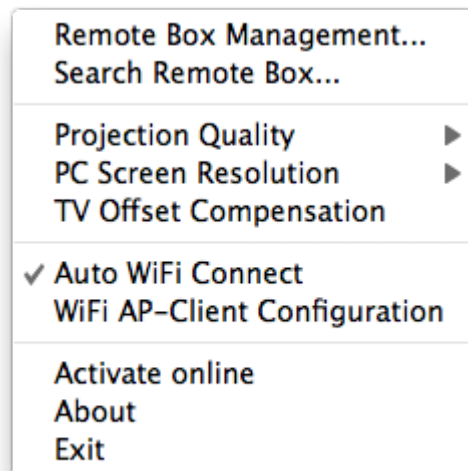 Remote Box Management...
Search Remote Box...
Projection Quality
PC Screen Resolution
TV Offset Compensation
Auto WiFi Connect
WiFi AP-Client Configuration
Activate online
About
Exit